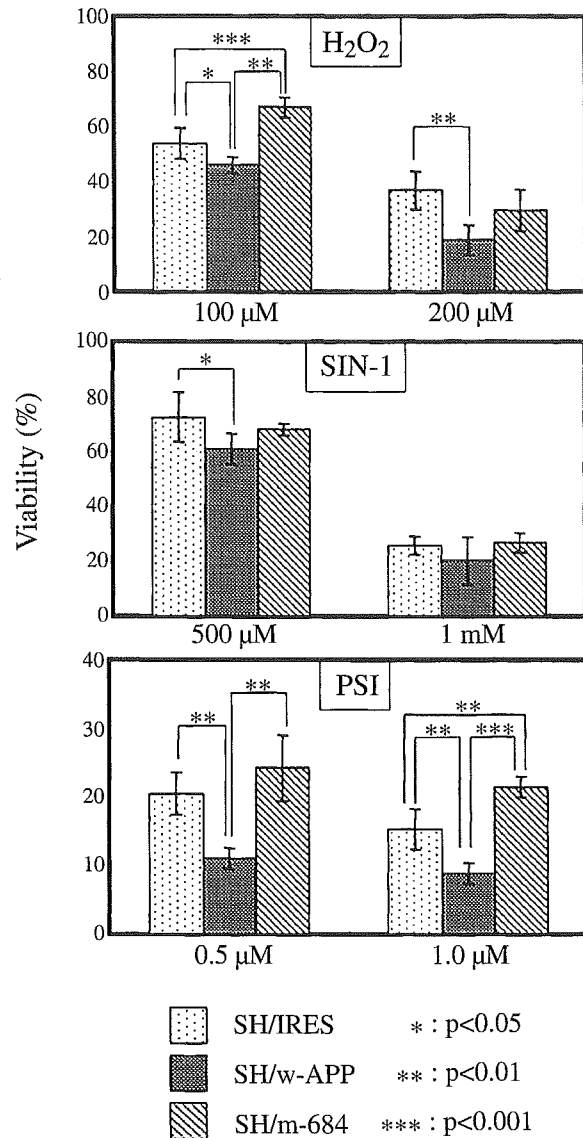 Viability (%)
H₂O₂
100
80
60
40
20
0
***
*
**
**
100 μM
200 μM
SIN-1
100
80
60
40
20
0
*
500 μM
1 mM
PSI
40
30
20
10
0
**
**
**
**
***
0.5 μM
1.0 μM
SH/IRES * : p<0.05
SH/w-APP ** : p<0.01
SH/m-684 *** : p<0.001